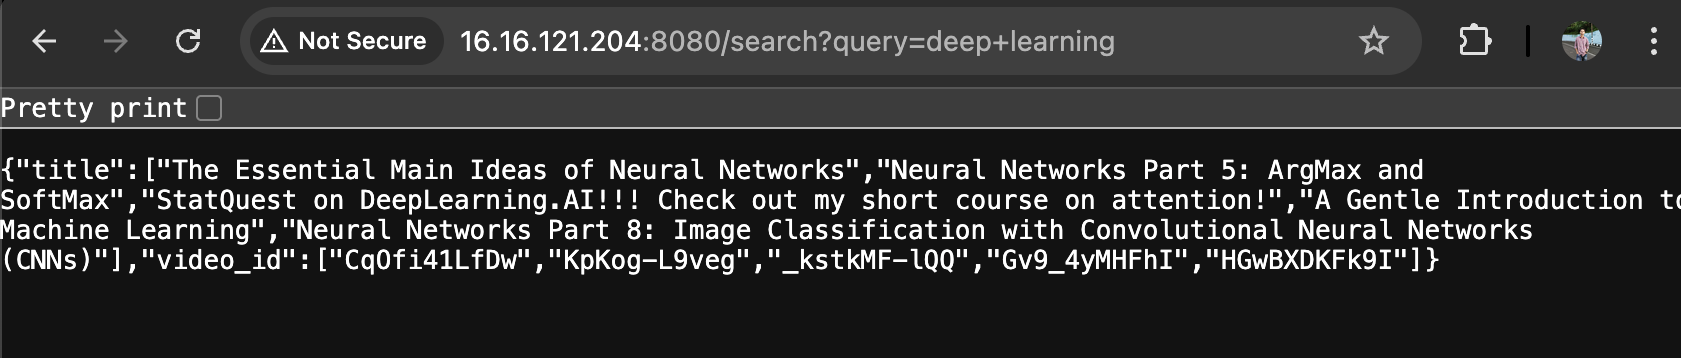 Not Secure 16.16.121.204:8080/search?query=deep+learning
Pretty print
{"title":["The Essential Main Ideas of Neural Networks","Neural Networks Part 5: ArgMax and
SoftMax","StatQuest on DeepLearning.AI!!! Check out my short course on attention!","A Gentle Introduction to
Machine Learning","Neural Networks Part 8: Image Classification with Convolutional Neural Networks
(CNNs)"],"video_id":["CqOfi41LfDw","KpKog-L9veg","_kstkMF-lQQ","Gv9_4yMHFhI","HGwBXDKFk9I"]}